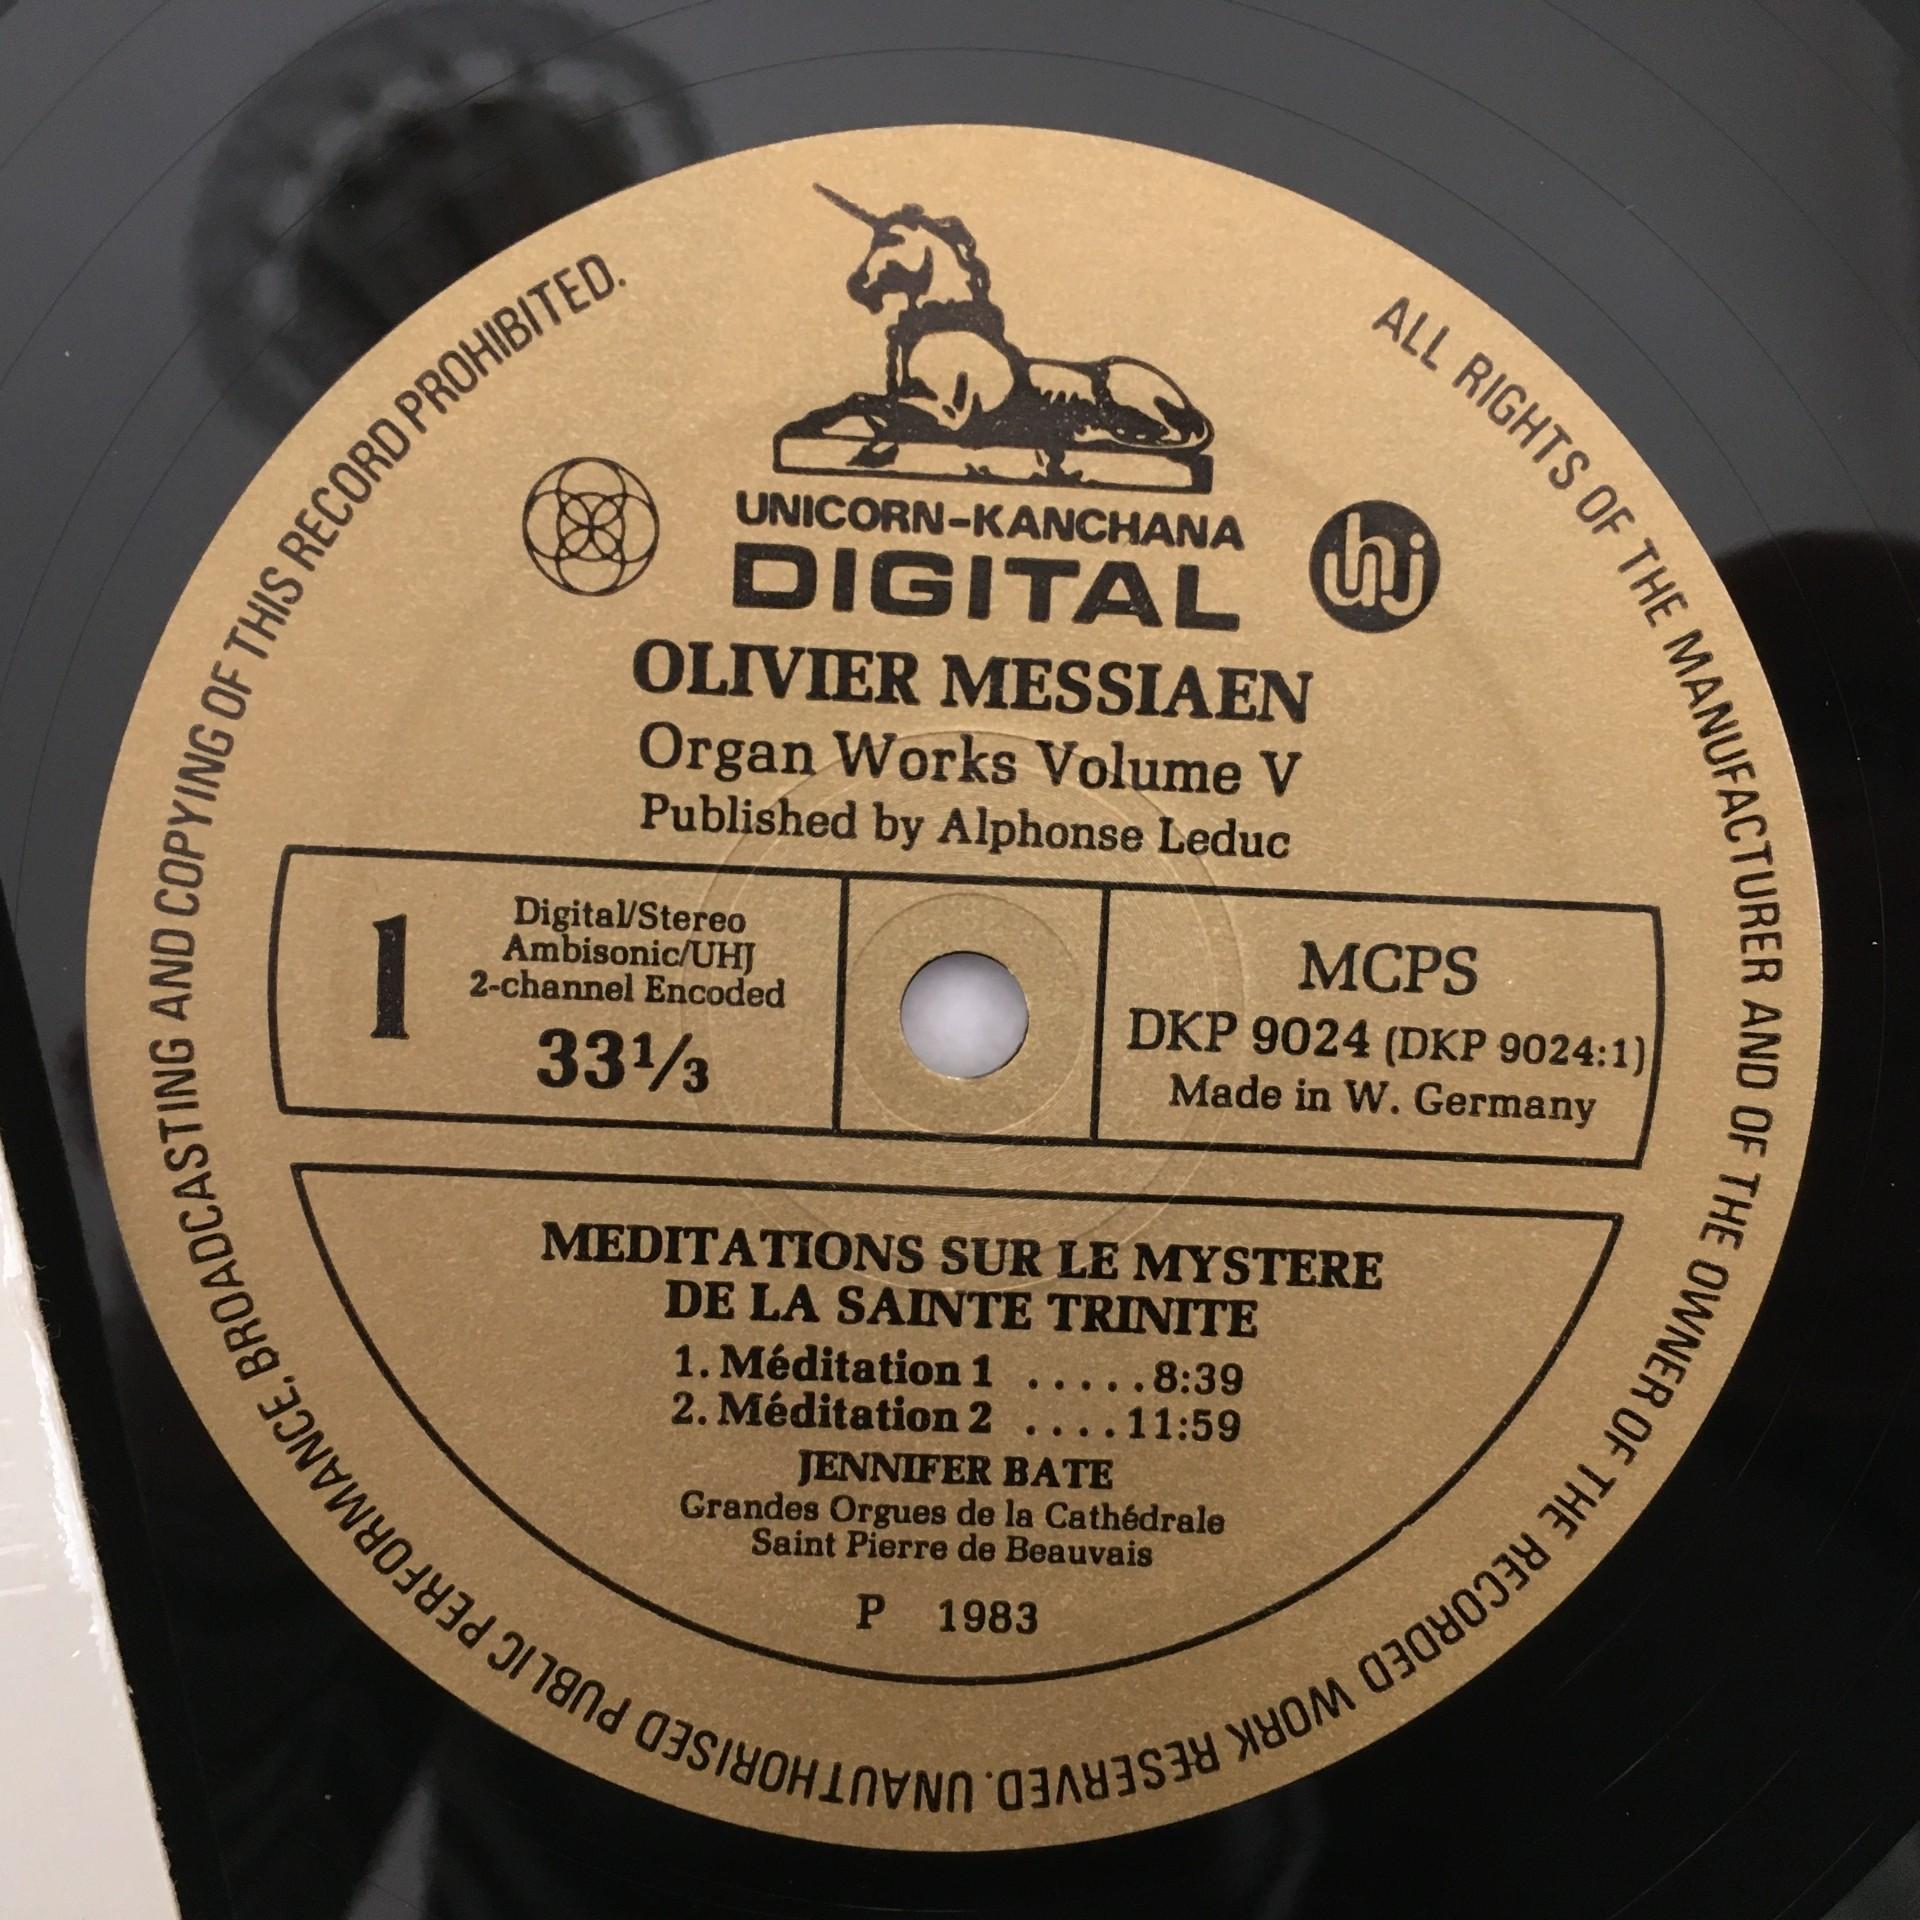 UNICORN-KANCHANA
DIGITAL
hj
OLIVIER MESSIAEN
Organ Works Volume V
Published by Alphonse Leduc
1
Digital/Stereo
Ambisonic/UHJ
2-channel Encoded
33⅓
MCPS
DKP 9024 (DKP 9024:1)
Made in W. Germany
MEDITATIONS SUR LE MYSTERE
DE LA SAINTE TRINITE
1. Méditation 1 .....8:39
2. Méditation 2 ....11:59
JENNIFER BATE
Grandes Orgues de la Cathédrale
Saint Pierre de Beauvais
P 1983
ALL RIGHTS OF THE MANUFACTURER AND OF THE OWNER OF THE RECORDED WORK RESERVED. UNAUTHORISED PUBLIC PERFORMANCE, BROADCASTING AND COPYING OF THIS RECORD PROHIBITED.